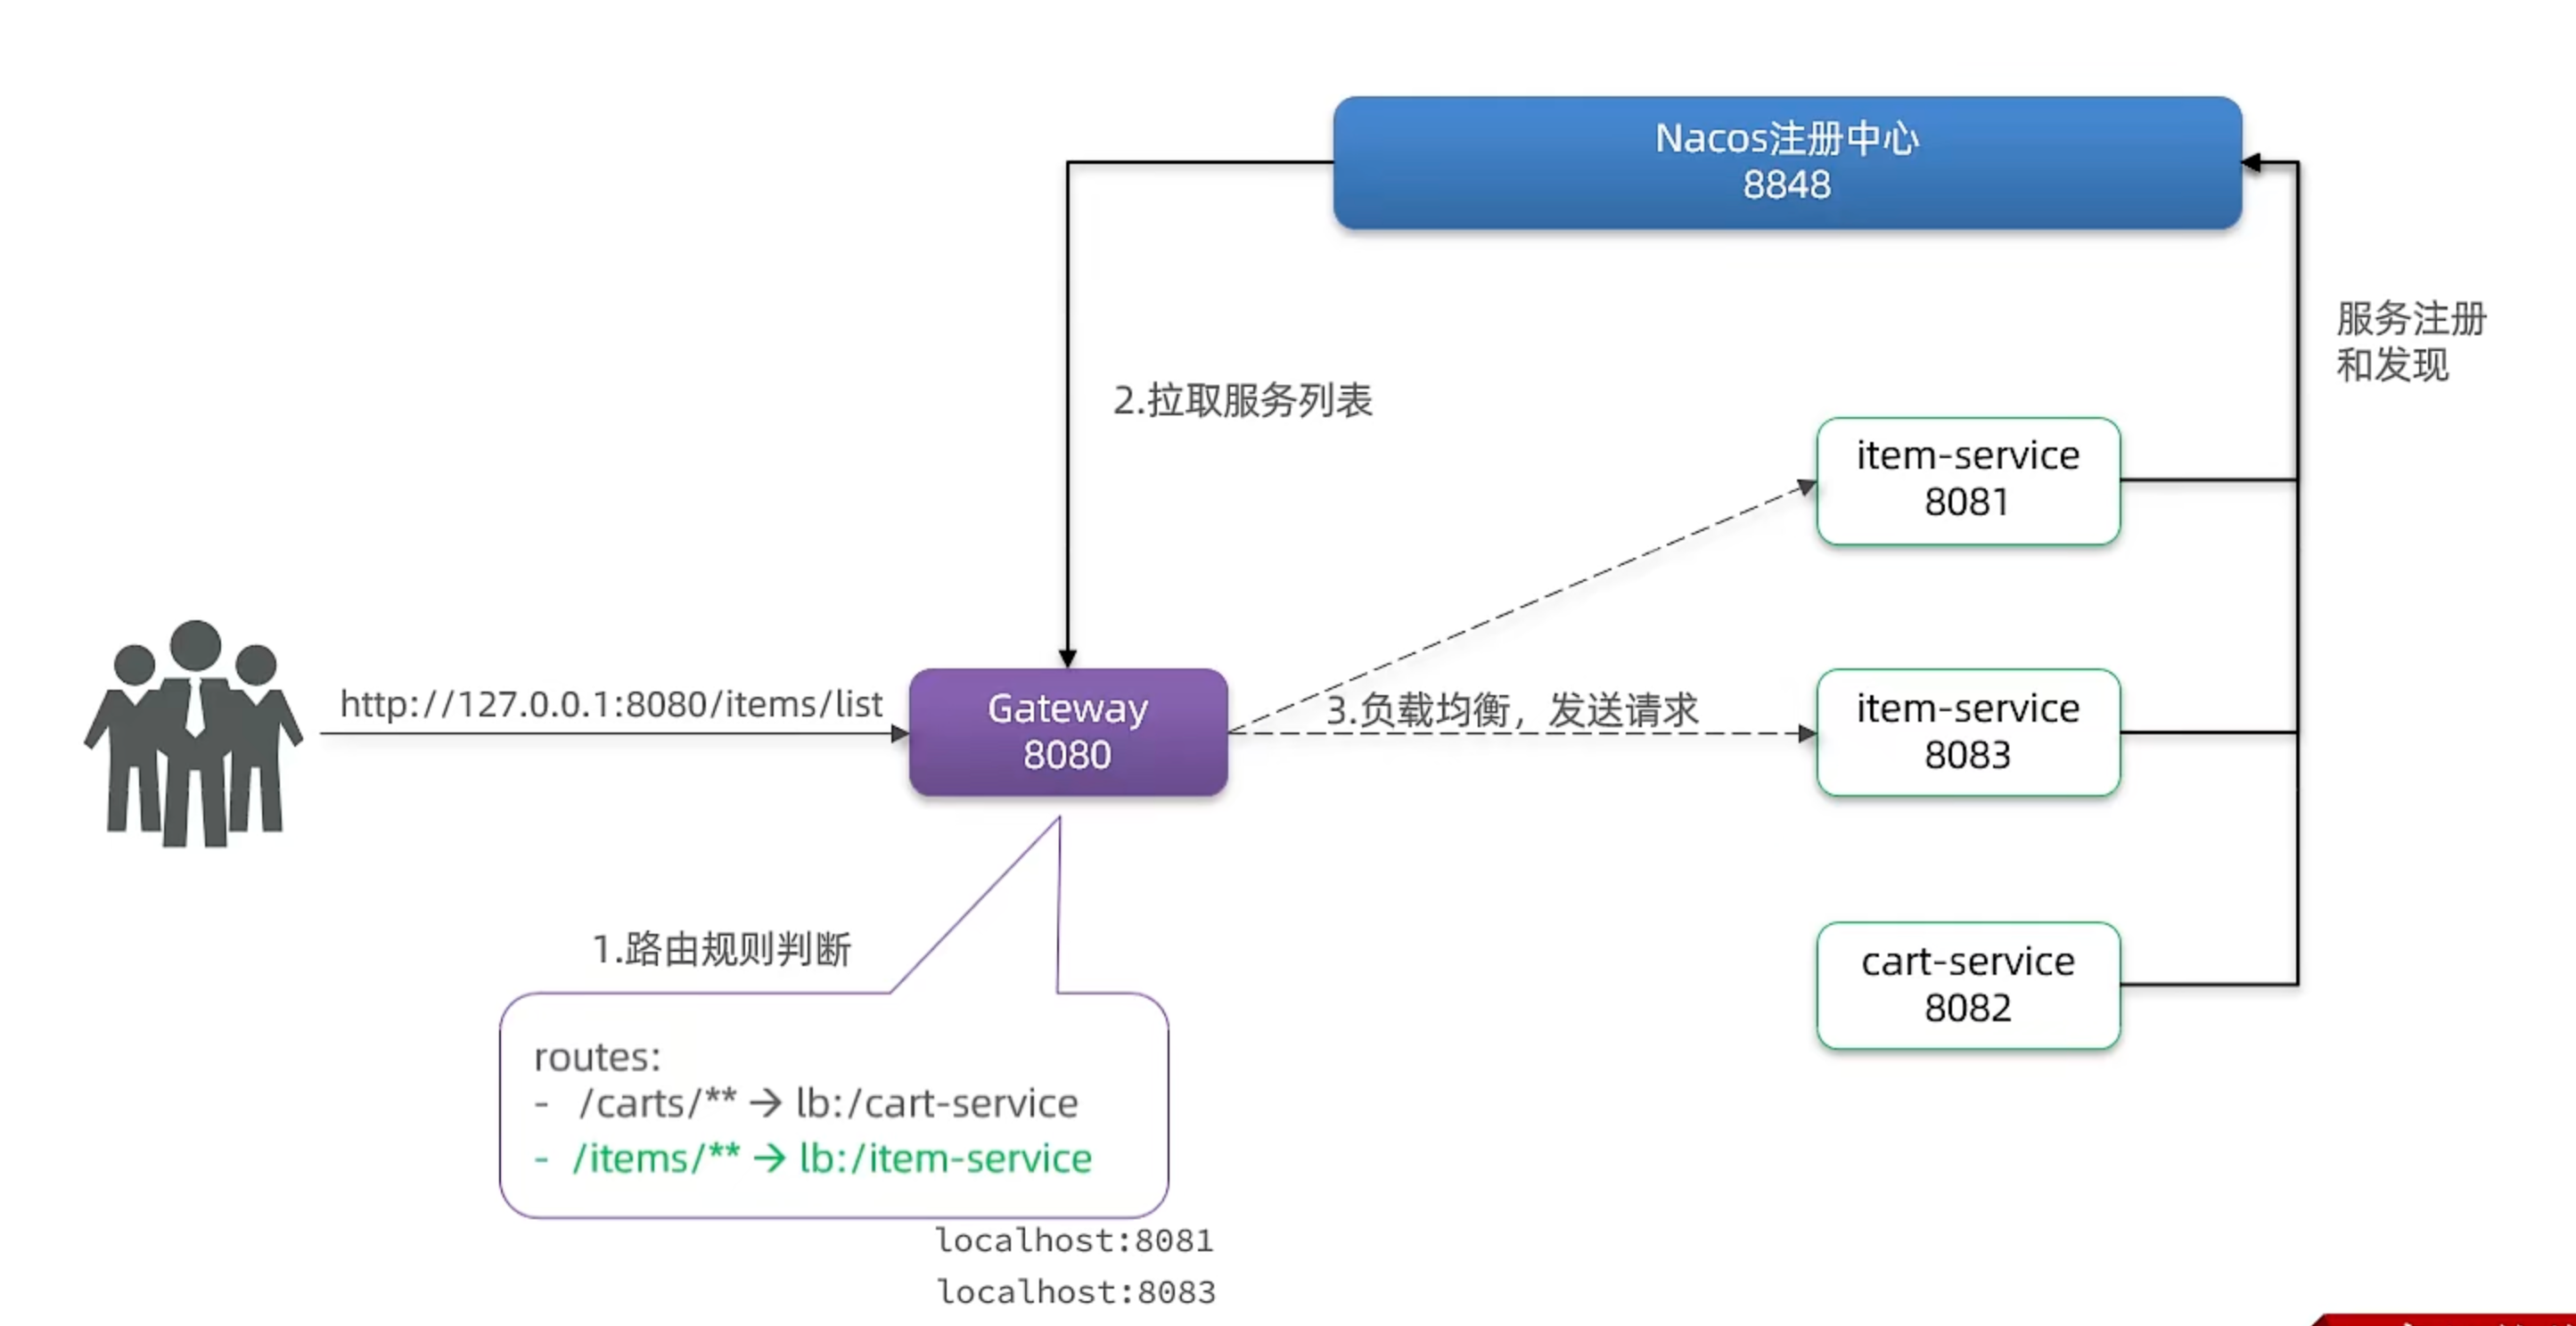 Nacos注册中心
8848
服务注册
和发现
2.拉取服务列表
item-service
8081
http://127.0.0.1:8080/items/list
Gateway
8080
3.负载均衡，发送请求
item-service
8083
1.路由规则判断
cart-service
8082
routes:
- /carts/** → lb:/cart-service
- /items/** → lb:/item-service
localhost:8081
localhost:8083